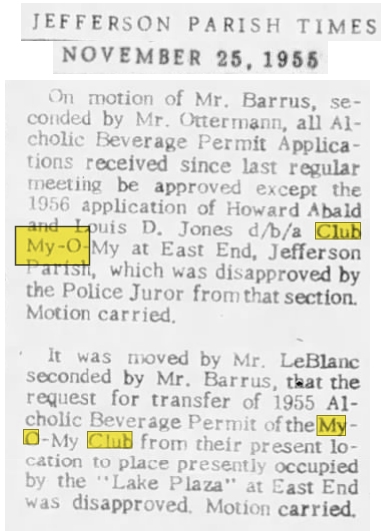 JEFFERSON PARISH TIMES
NOVEMBER 25, 1955
On motion of Mr. Barrus, se-
conded by Mr. Ottermann, all Al-
cholic Beverage Permit Applica-
tions received since last regular
meeting be approved except the
1956 application of Howard Abald
and Louis D. Jones d/b/a Club
My-O-My at East End, Jefferson
Parish, which was disapproved by
the Police Juror from that section.
Motion carried.
It was moved by Mr. LeBlanc
seconded by Mr. Barrus, that the
request for transfer of 1955 Al-
cholic Beverage Permit of the My-
O-My Club from their present lo-
cation to place presently occupied
by the "Lake Plaza" at East End
was disapproved. Motion carried.